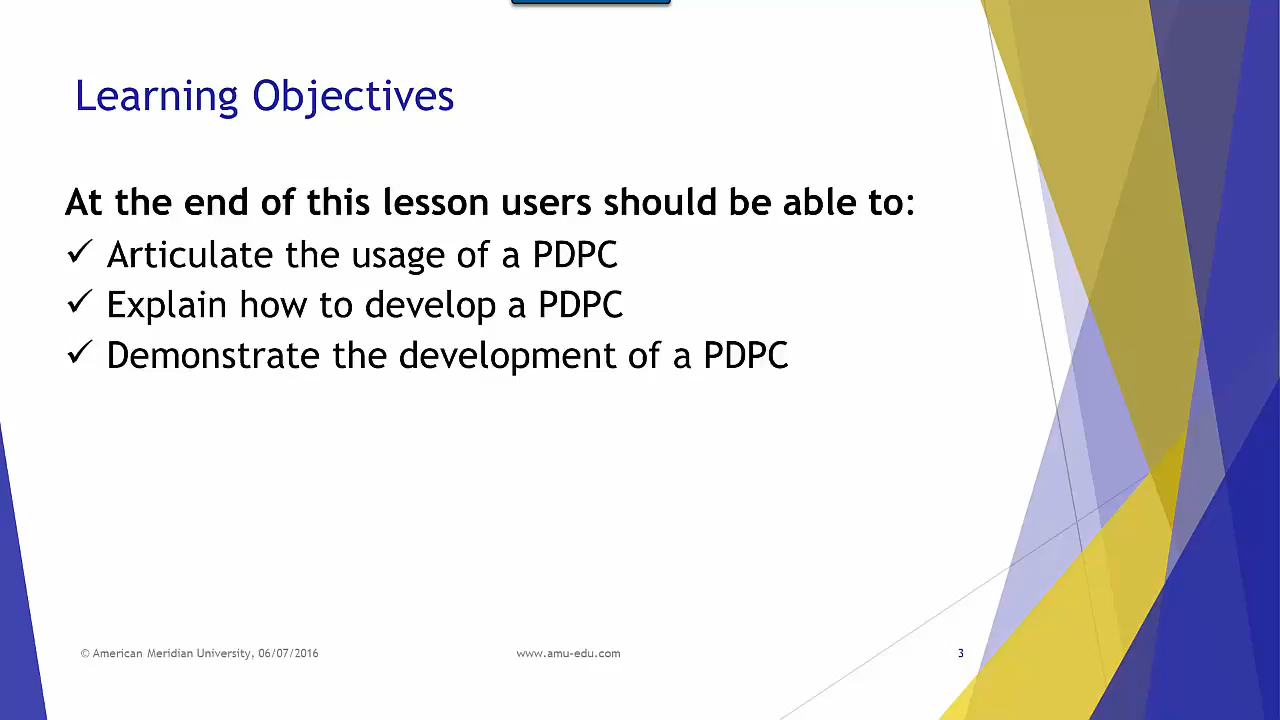 Learning Objectives
At the end of this lesson users should be able to:
✓ Articulate the usage of a PDPC
✓ Explain how to develop a PDPC
✓ Demonstrate the development of a PDPC
© American Meridian University, 06/07/2016 www.amu-edu.com 3